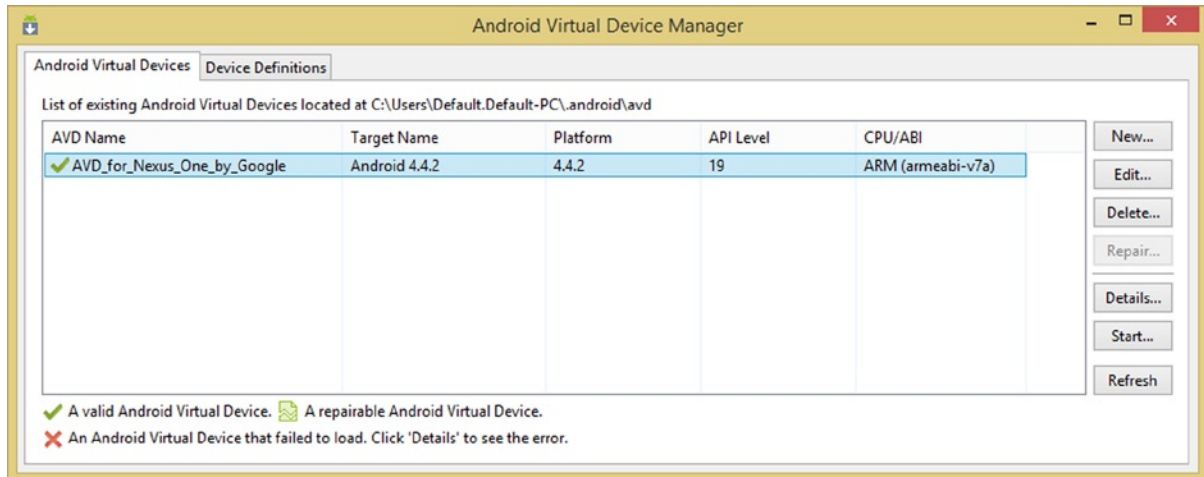 Android Virtual Device Manager
Android Virtual Devices Device Definitions
List of existing Android Virtual Devices located at C:\Users\Default.Default-PC\.android\avd
AVD Name Target Name Platform API Level CPU/ABI
AVD_for_Nexus_One_by_Google Android 4.4.2 4.4.2 19 ARM (armeabi-v7a)
New...
Edit...
Delete...
Repair...
Details...
Start...
Refresh
A valid Android Virtual Device. A repairable Android Virtual Device.
An Android Virtual Device that failed to load. Click 'Details' to see the error.